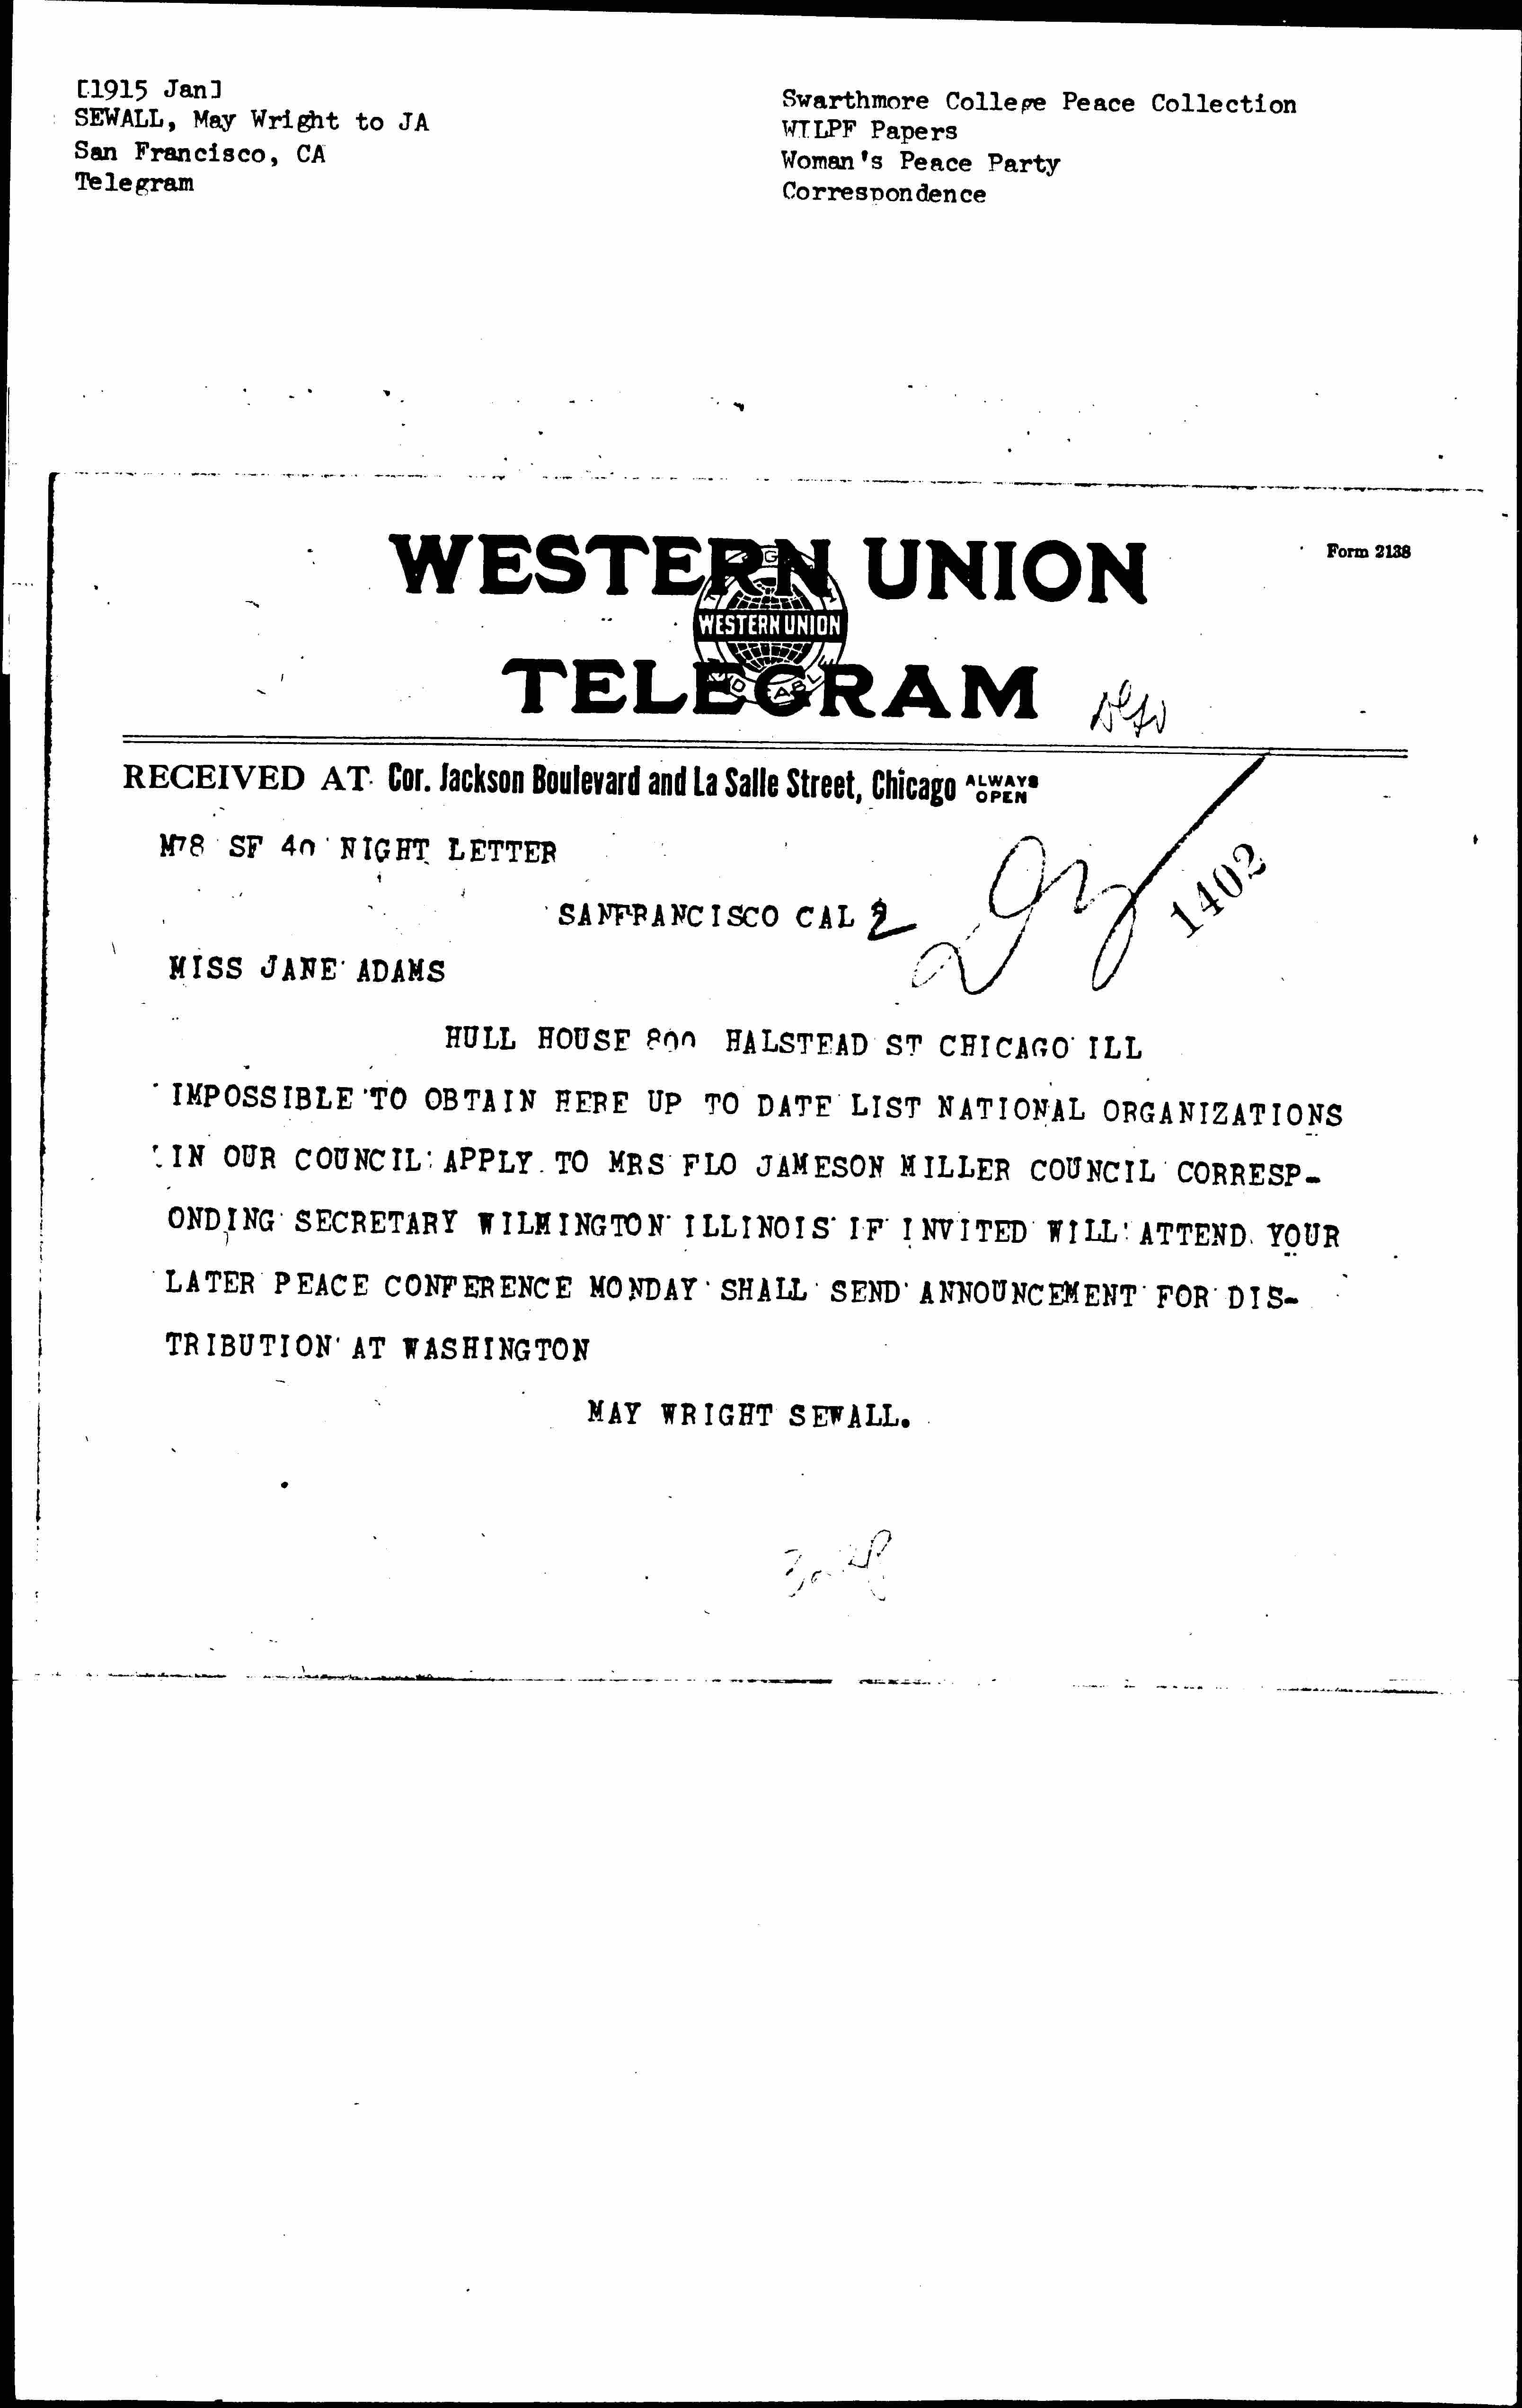 [1915 Jan]
SEWALL, May Wright to JA
San Francisco, CA
Telegram
Swarthmore College Peace Collection
WILPF Papers
Woman's Peace Party
Correspondence
WESTERN UNION
Form 2138
WESTERN UNION
TELEGRAM
RECEIVED AT Cor. Jackson Boulevard and La Salle Street, Chicago ALWAYS OPEN
M78 SF 40 NIGHT LETTER
1402
SANFRANCISCO CAL 2
MISS JANE ADAMS
HULL HOUSE 800 HALSTEAD ST CHICAGO ILL
IMPOSSIBLE TO OBTAIN HERE UP TO DATE LIST NATIONAL ORGANIZATIONS
IN OUR COUNCIL APPLY TO MRS FLO JAMESON MILLER COUNCIL CORRESP-
ONDING SECRETARY WILMINGTON ILLINOIS IF INVITED WILL ATTEND YOUR
LATER PEACE CONFERENCE MONDAY SHALL SEND ANNOUNCEMENT FOR DIS-
TRIBUTION AT WASHINGTON
MAY WRIGHT SEWALL.